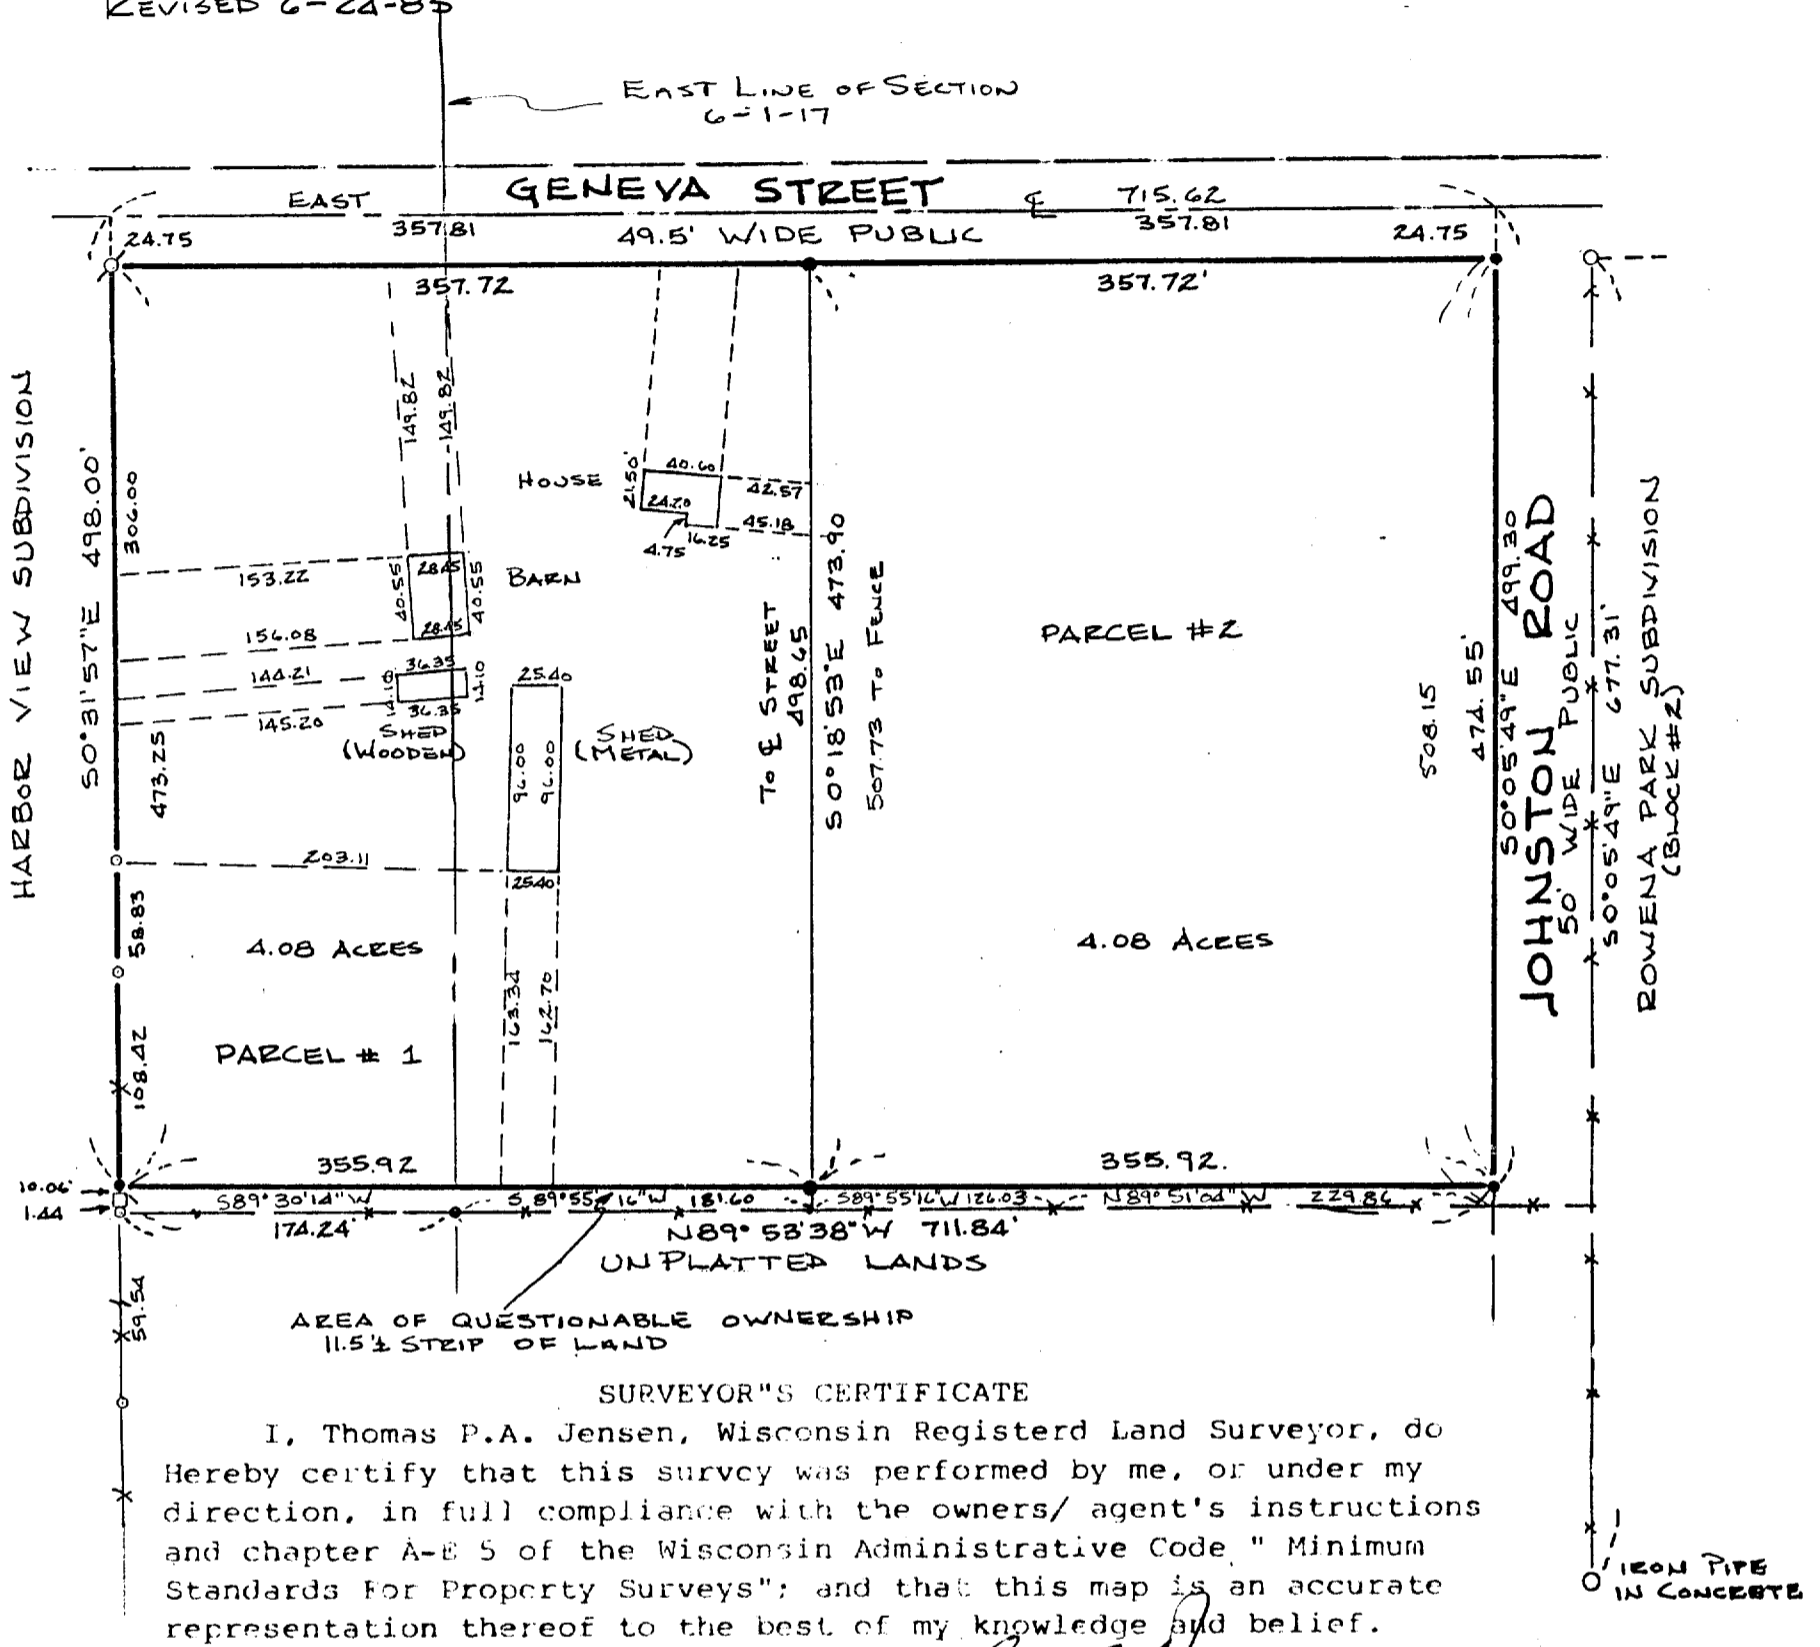 REVISED 6-24-85
EAST LINE OF SECTION
6-1-17
EAST
GENEVA STREET
℄
715.62
357.81
49.5' WIDE PUBLIC
357.81
24.75
24.75
357.72
357.72'
HARBOR VIEW SUBDIVISION
S0°31'57"E 498.00'
306.00
473.25
58.83
108.42
149.82
149.82
HOUSE
21.50'
40.60
24.20
4.75
16.25
42.57
45.18
153.22
156.08
144.21
145.20
40.55
28.45
40.55
28.45
BARN
36.35
14.10
14.10
36.35
SHED
(WOODEN)
25.40
96.00
96.00
25.40
SHED
(METAL)
203.11
163.34
162.70
TO ℄ STREET
498.65
S0°18'53"E 473.90
507.73 TO FENCE
PARCEL #2
4.08 ACRES
4.08 ACRES
PARCEL # 1
508.15
474.55'
S0°05'49"E 499.30
JOHNSTON ROAD
50' WIDE PUBLIC
S0°05'49"E 677.31'
ROWENA PARK SUBDIVISION
(BLOCK #2)
355.92
355.92.
10.06'
1.44
S89°30'14"W
174.24'
S 89°55'16"W 181.60
S89°55'16"W 126.03
N89°51'04"W 229.86
N89°53'38"W 711.84'
UNPLATTED LANDS
59.54
AREA OF QUESTIONABLE OWNERSHIP
11.5'± STRIP OF LAND
SURVEYOR"S CERTIFICATE
I, Thomas P.A. Jensen, Wisconsin Registerd Land Surveyor, do
Hereby certify that this survey was performed by me, or under my
direction, in full compliance with the owners/ agent's instructions
and chapter A-E 5 of the Wisconsin Administrative Code " Minimum
Standards For Property Surveys"; and that this map is an accurate
representation thereof to the best of my knowledge and belief.
IRON PIPE
IN CONCRETE